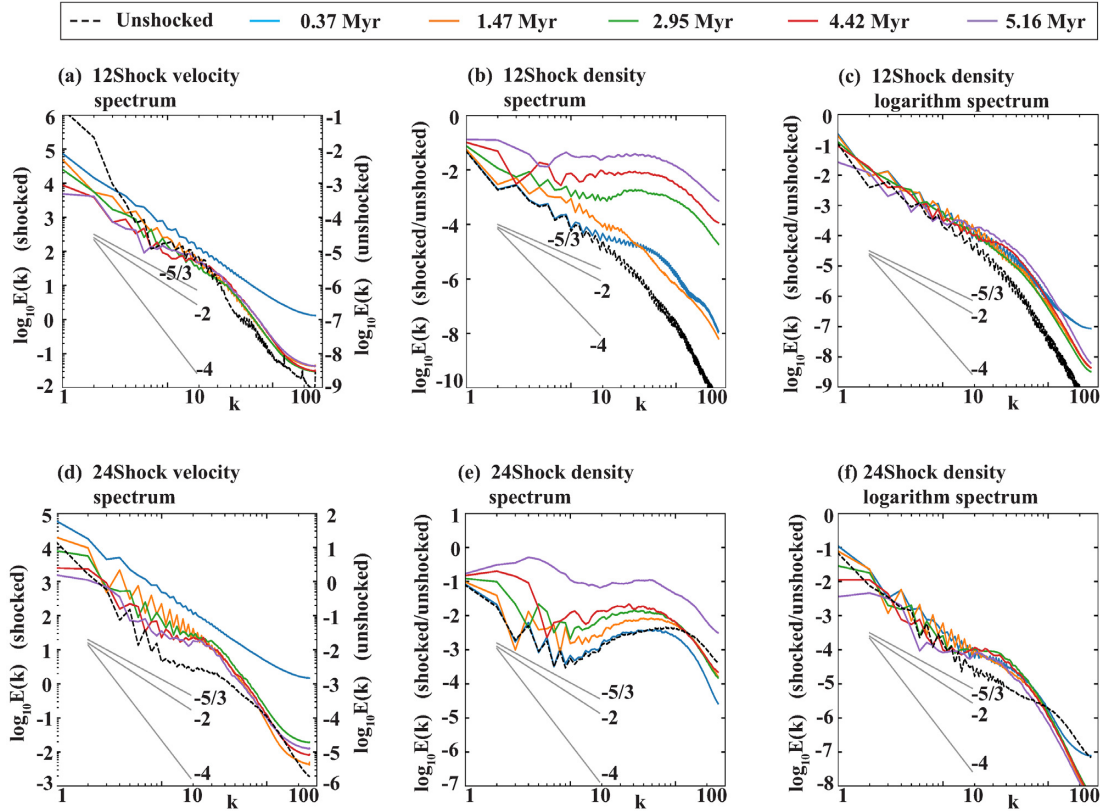 Unshocked 0.37 Myr 1.47 Myr 2.95 Myr 4.42 Myr 5.16 Myr
(a) 12Shock velocity
spectrum
6
5
4
3
2
1
0
-1
-2
-1
-2
-3
-4
-5
-6
-7
-8
-9
log10E(k) (shocked)
log10E(k) (unshocked)
-5/3
-2
-4
1 10 100
k
(b) 12Shock density
spectrum
0
-2
-4
-6
-8
-10
log10E(k) (shocked/unshocked)
-5/3
-2
-4
1 10 100
k
(c) 12Shock density
logarithm spectrum
0
-1
-2
-3
-4
-5
-6
-7
-8
-9
log10E(k) (shocked/unshocked)
-5/3
-2
-4
1 10 100
k
(d) 24Shock velocity
spectrum
5
4
3
2
1
0
-1
-2
-3
2
1
0
-1
-2
-3
-4
-5
-6
log10E(k) (shocked)
log10E(k) (unshocked)
-5/3
-2
-4
1 10 100
k
(e) 24Shock density
spectrum
1
0
-1
-2
-3
-4
-5
-6
-7
log10E(k) (shocked/unshocked)
-5/3
-2
-4
1 10 100
k
(f) 24Shock density
logarithm spectrum
0
-1
-2
-3
-4
-5
-6
-7
-8
log10E(k) (shocked/unshocked)
-5/3
-2
-4
1 10 100
k